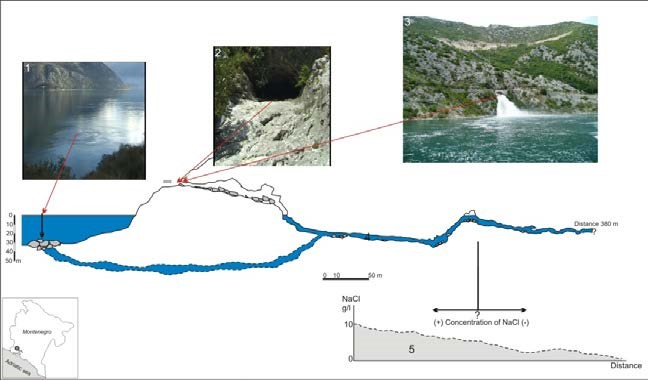 1
2
3
0
10
20
30
40
50 m
4
Distance 380 m
?
0 10 50 m
Montenegro
Adriatic sea
NaCl
g/l
10
0
?
(+) Concentration of NaCl (-)
5
Distance